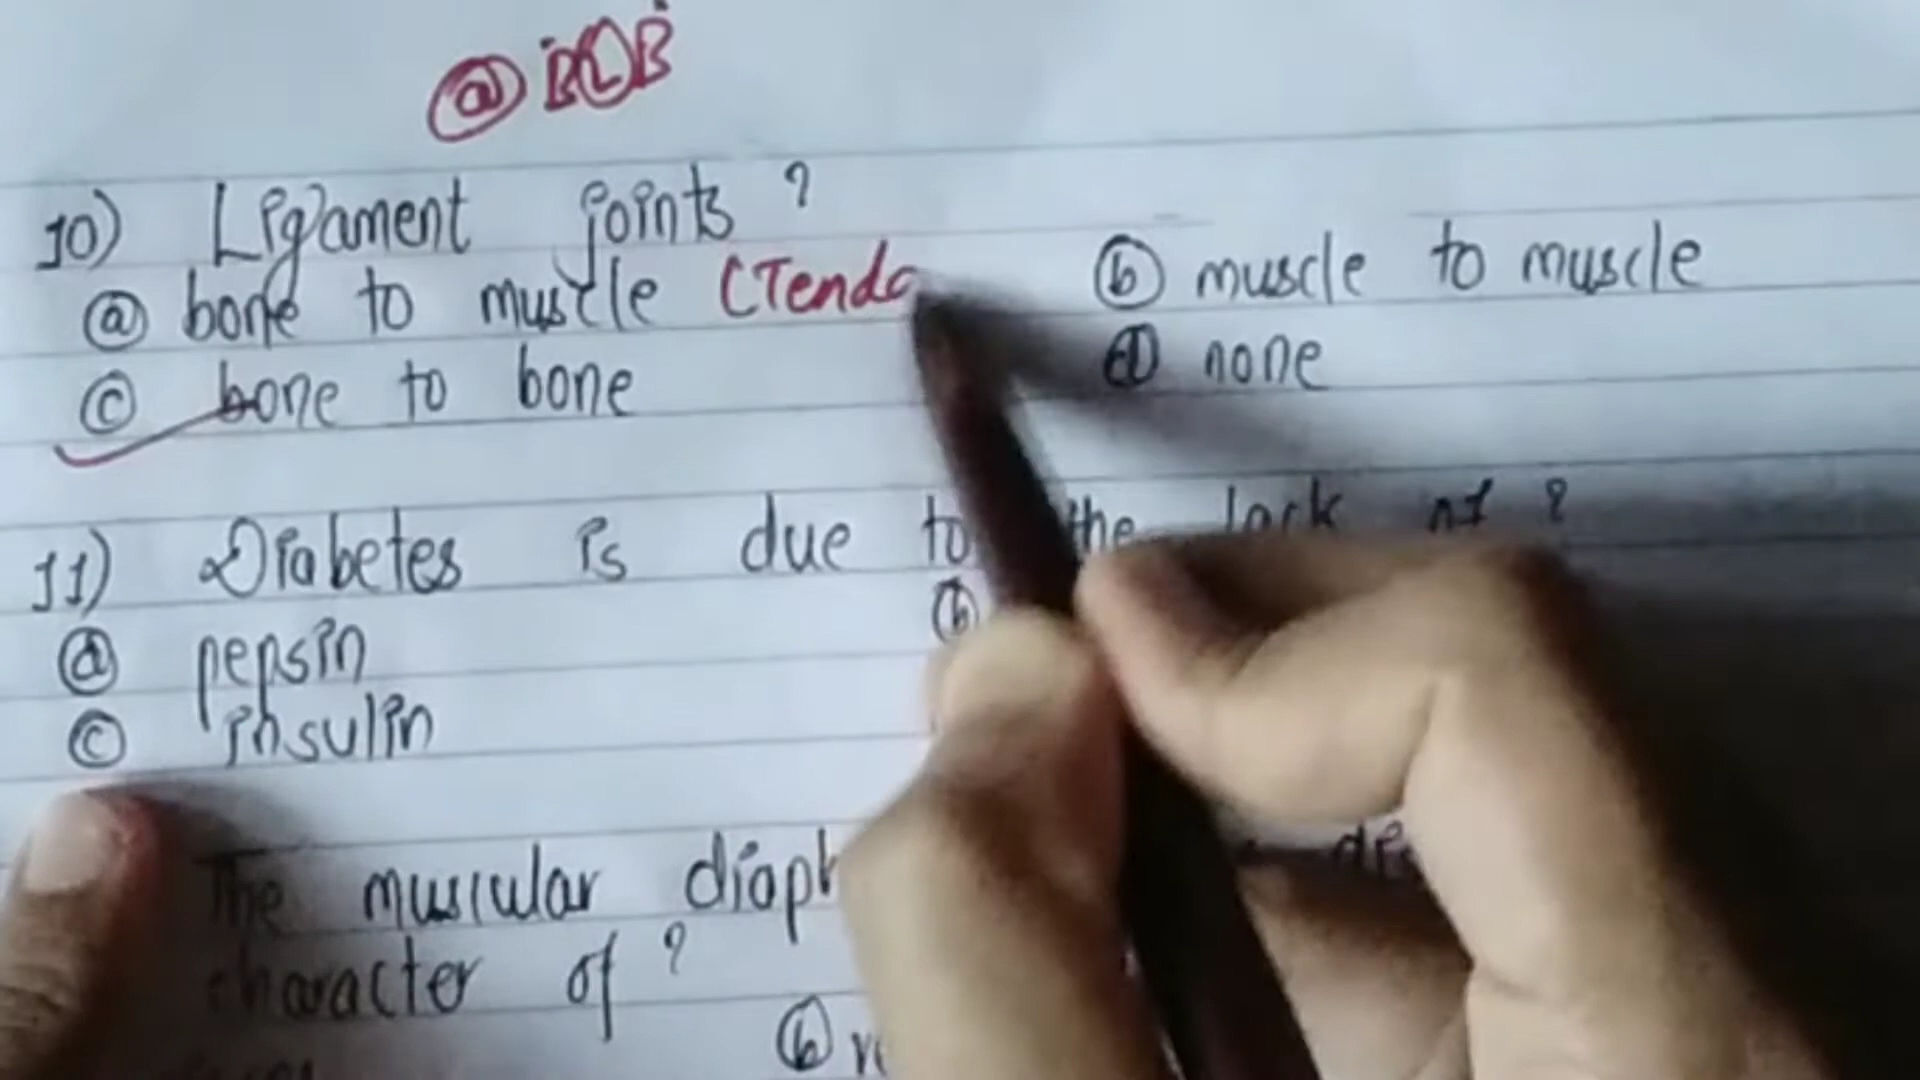 @ BLB
10) Ligament joints ?
(a) bone to muscle (Tendo
(b) muscle to muscle
(c) bone to bone
(d) none
11) Diabetes is due to the lack of ?
(a) pepsin
(b)
(c) insulin
The muscular diaph
character of ?
(b)